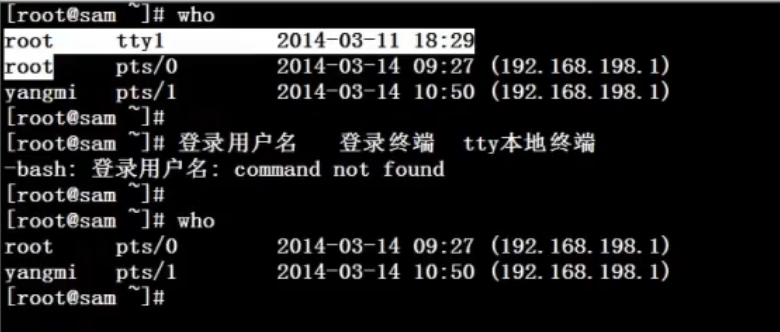 [root@sam ~]# who
root     tty1         2014-03-11 18:29
root     pts/0        2014-03-14 09:27 (192.168.198.1)
yangmi   pts/1        2014-03-14 10:50 (192.168.198.1)
[root@sam ~]#
[root@sam ~]# 登录用户名   登录终端  tty本地终端
-bash: 登录用户名: command not found
[root@sam ~]#
[root@sam ~]# who
root     pts/0        2014-03-14 09:27 (192.168.198.1)
yangmi   pts/1        2014-03-14 10:50 (192.168.198.1)
[root@sam ~]#